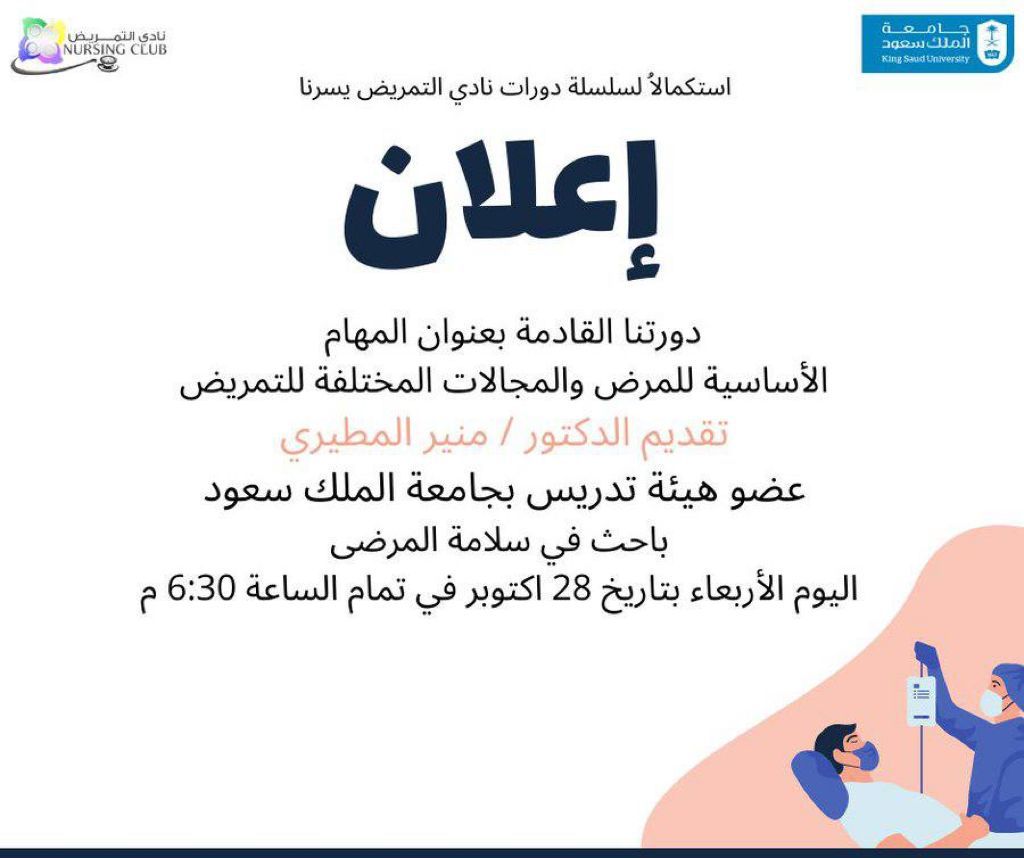 نادي التمريض
NURSING CLUB
جامعة
الملك سعود
King Saud University
استكمالاُ لسلسلة دورات نادي التمريض يسرنا
إعلان
دورتنا القادمة بعنوان المهام
الأساسية للمرض والمجالات المختلفة للتمريض
تقديم الدكتور / منير المطيري
عضو هيئة تدريس بجامعة الملك سعود
باحث في سلامة المرضى
اليوم الأربعاء بتاريخ 28 اكتوبر في تمام الساعة 6:30 م